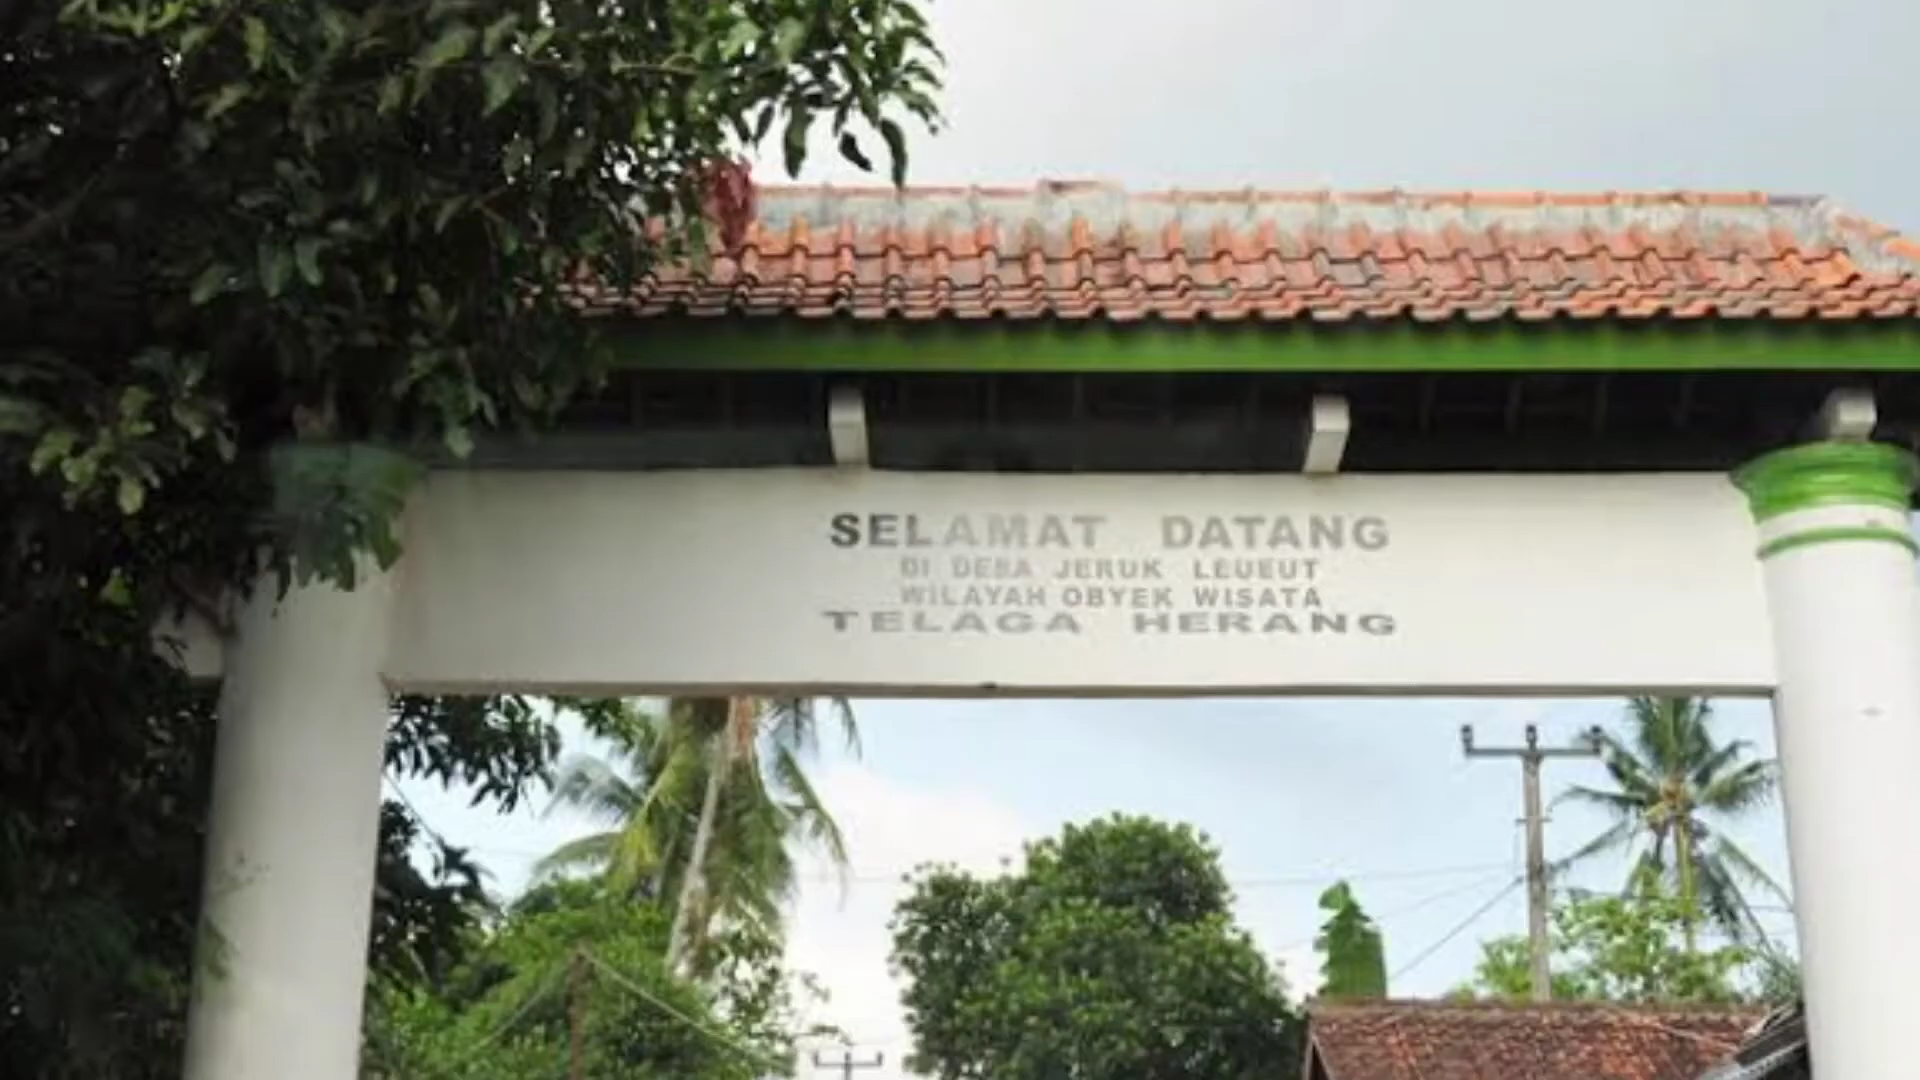 SELAMAT DATANG
DI DESA JERUK LEUEUT
WILAYAH OBYEK WISATA
TELAGA HERANG